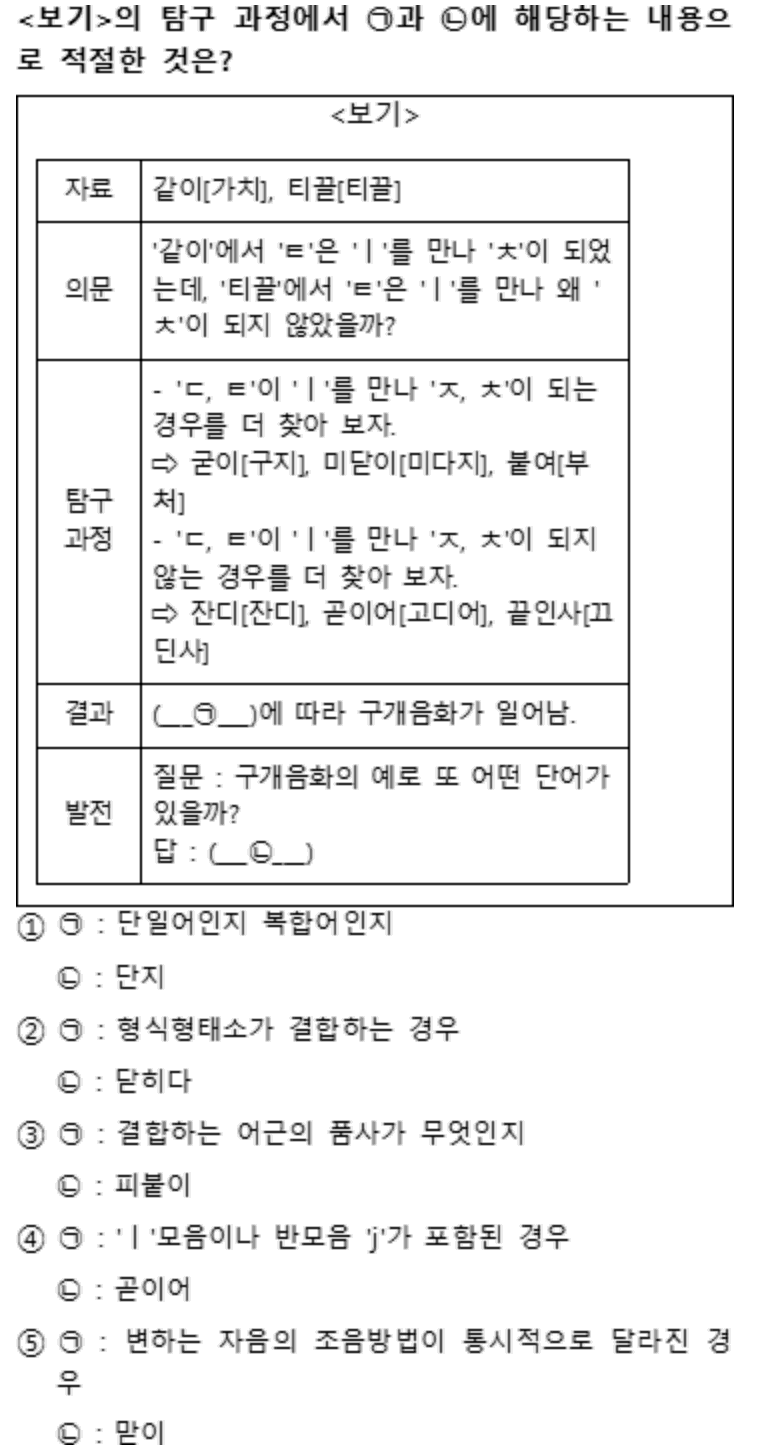 <보기>의 탐구 과정에서 ㉠과 ㉡에 해당하는 내용으
로 적절한 것은?
<보기>
자료
같이[가치], 티끌[티끌]
의문
'같이'에서 'ㅌ'은 'ㅣ'를 만나 'ㅊ'이 되었
는데, '티끌'에서 'ㅌ'은 'ㅣ'를 만나 왜 '
ㅊ'이 되지 않았을까?
탐구
과정
- 'ㄷ, ㅌ'이 'ㅣ'를 만나 'ㅈ, ㅊ'이 되는
경우를 더 찾아 보자.
⇨ 굳이[구지], 미닫이[미다지], 붙여[부
처]
- 'ㄷ, ㅌ'이 'ㅣ'를 만나 'ㅈ, ㅊ'이 되지
않는 경우를 더 찾아 보자.
⇨ 잔디[잔디], 곧이어[고디어], 끝인사[끄
딘사]
결과
(__㉠__)에 따라 구개음화가 일어남.
발전
질문 : 구개음화의 예로 또 어떤 단어가
있을까?
답 : (__㉡__)
① ㉠ : 단일어인지 복합어인지
㉡ : 단지
② ㉠ : 형식형태소가 결합하는 경우
㉡ : 닫히다
③ ㉠ : 결합하는 어근의 품사가 무엇인지
㉡ : 피붙이
④ ㉠ : 'ㅣ'모음이나 반모음 'j'가 포함된 경우
㉡ : 곧이어
⑤ ㉠ : 변하는 자음의 조음방법이 통시적으로 달라진 경
우
㉡ : 맏이